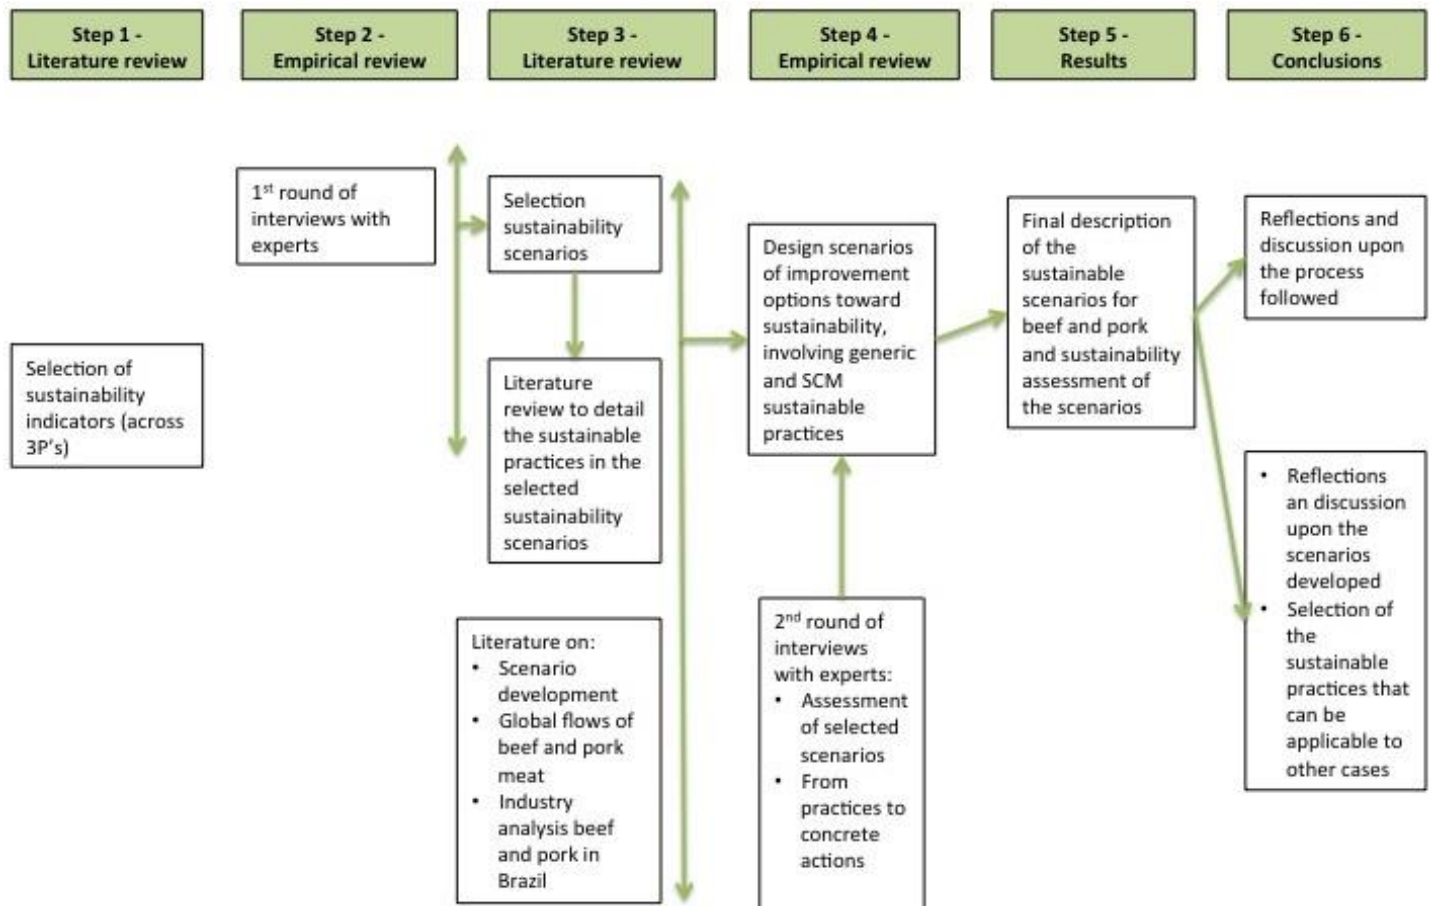 Step 1 -
Literature review
Step 2 -
Empirical review
Step 3 -
Literature review
Step 4 -
Empirical review
Step 5 -
Results
Step 6 -
Conclusions
Selection of
sustainability
indicators (across
3P's)
1st round of
interviews with
experts
Selection
sustainability
scenarios
Literature
review to detail
the sustainable
practices in the
selected
sustainability
scenarios
Literature on:
• Scenario
development
• Global flows of
beef and pork
meat
• Industry
analysis beef
and pork in
Brazil
Design scenarios
of improvement
options toward
sustainability,
involving generic
and SCM
sustainable
practices
2nd round of
interviews
with experts:
• Assessment
of selected
scenarios
• From
practices to
concrete
actions
Final description
of the
sustainable
scenarios for
beef and pork
and sustainability
assessment of
the scenarios
Reflections and
discussion upon
the process
followed
• Reflections
an discussion
upon the
scenarios
developed
• Selection of
the
sustainable
practices that
can be
applicable to
other cases